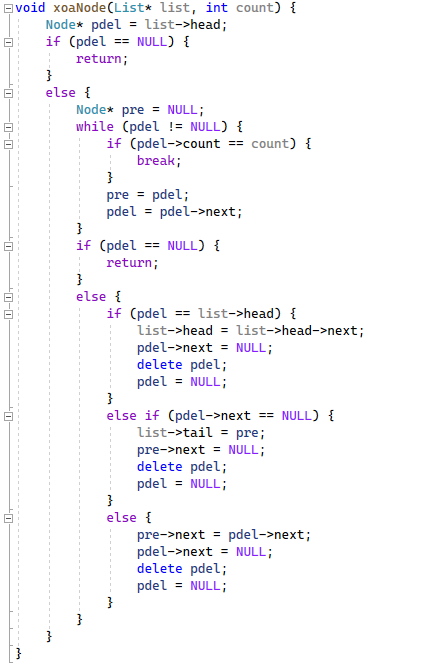 void xoaNode(List* list, int count) {
    Node* pdel = list->head;
    if (pdel == NULL) {
        return;
    }
    else {
        Node* pre = NULL;
        while (pdel != NULL) {
            if (pdel->count == count) {
                break;
            }
            pre = pdel;
            pdel = pdel->next;
        }
        if (pdel == NULL) {
            return;
        }
        else {
            if (pdel == list->head) {
                list->head = list->head->next;
                pdel->next = NULL;
                delete pdel;
                pdel = NULL;
            }
            else if (pdel->next == NULL) {
                list->tail = pre;
                pre->next = NULL;
                delete pdel;
                pdel = NULL;
            }
            else {
                pre->next = pdel->next;
                pdel->next = NULL;
                delete pdel;
                pdel = NULL;
            }
        }
    }
}